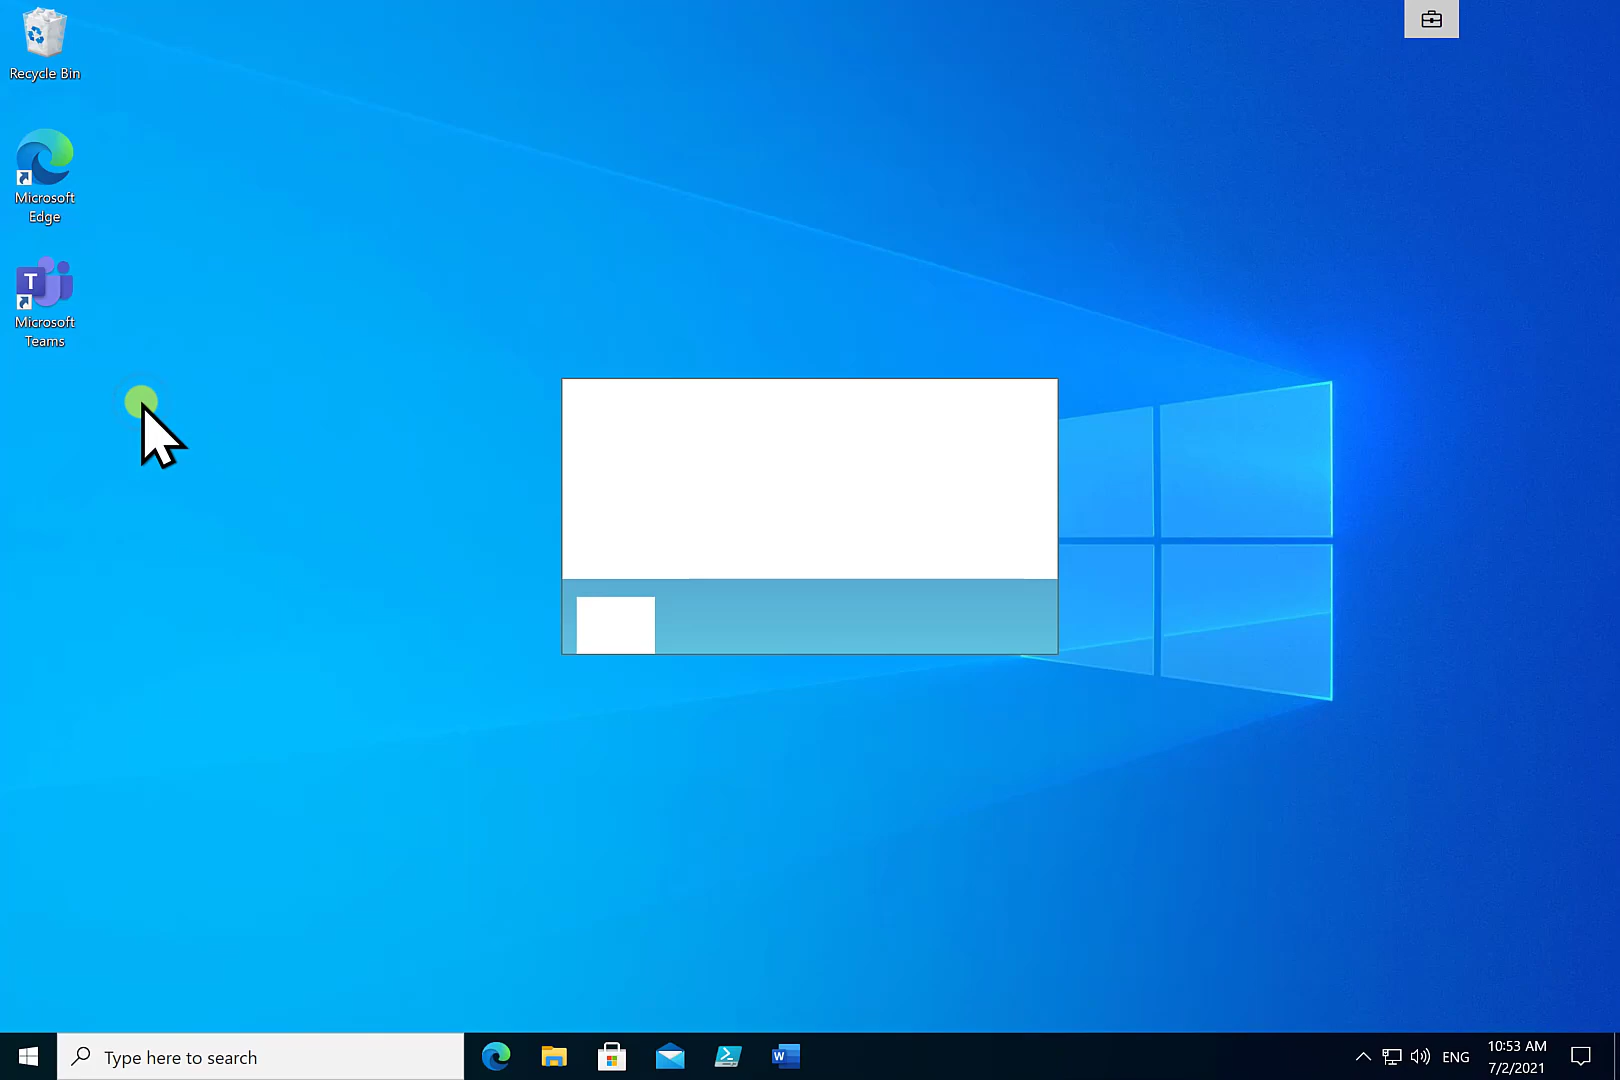 Recycle Bin
Microsoft
Edge
T
Microsoft
Teams
Type here to search
W
ENG
10:53 AM
7/2/2021